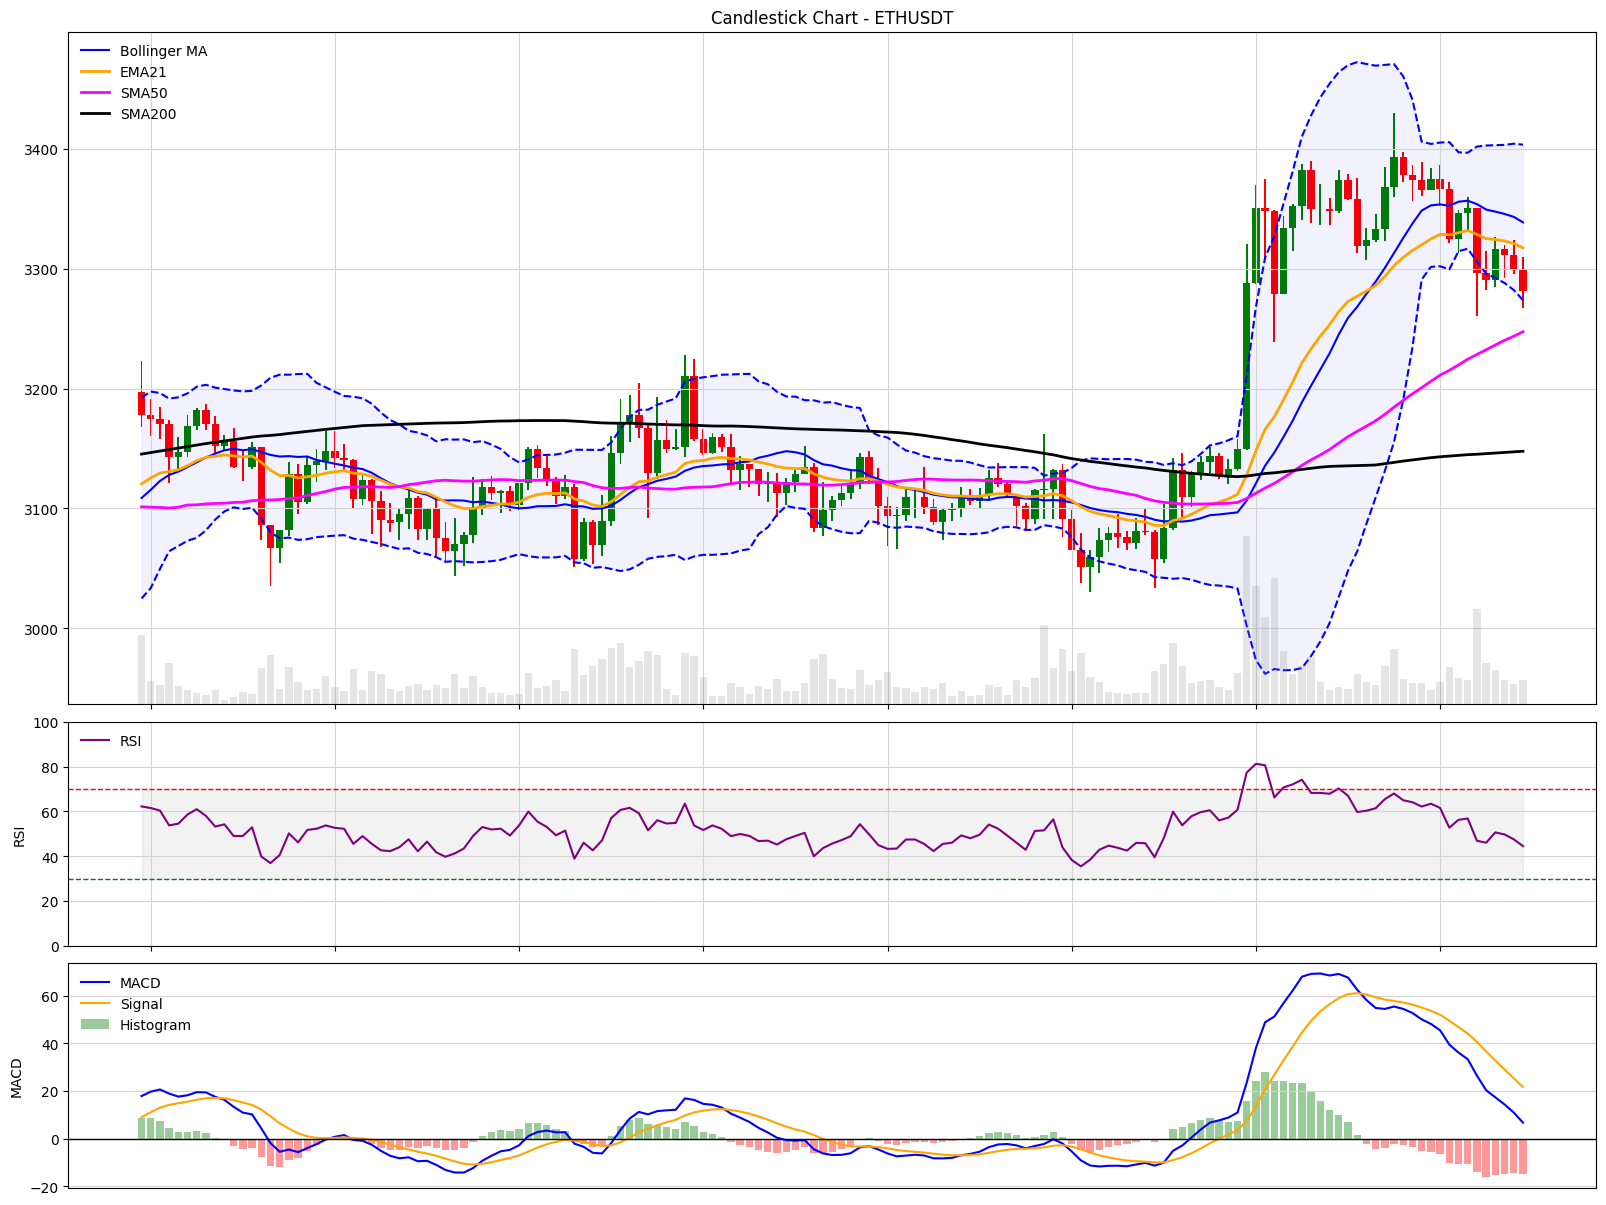 Candlestick Chart - ETHUSDT
Bollinger MA
EMA21
SMA50
SMA200
3400
3300
3200
3100
3000
RSI
100
80
60
40
20
0
RSI
MACD
Signal
Histogram
60
40
20
0
−20
MACD